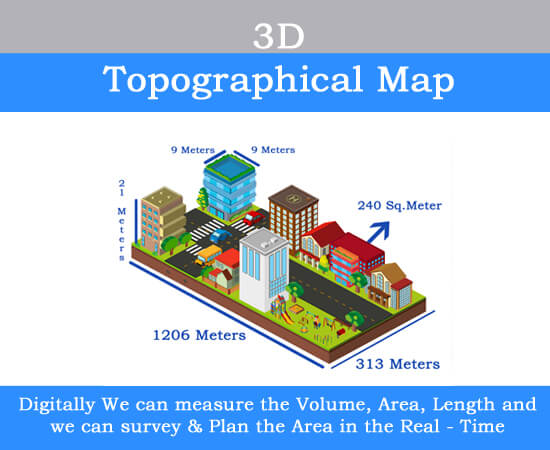 3D
Topographical Map
9 Meters
9 Meters
21 Meters
H
240 Sq.Meter
1206 Meters
313 Meters
Digitally We can measure the Volume, Area, Length and
we can survey & Plan the Area in the Real - Time